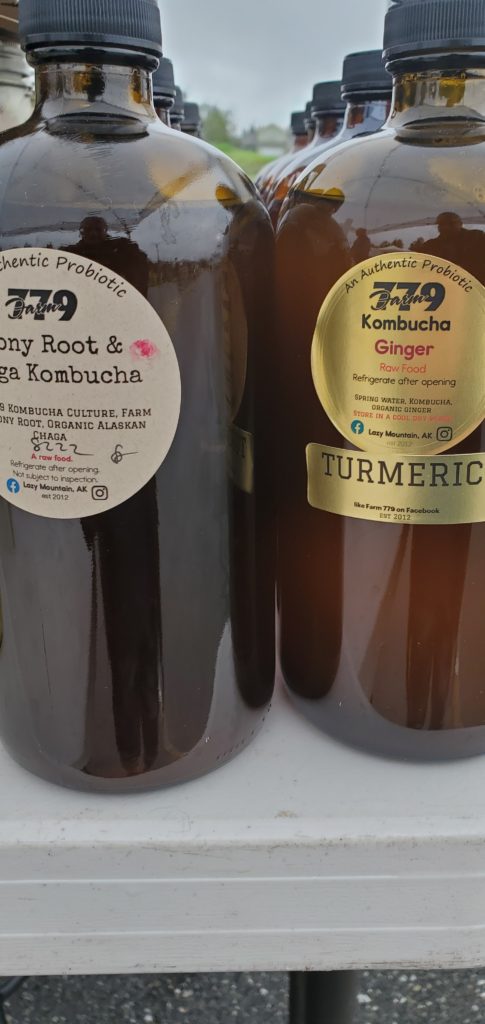 thentic Probiotic
Farm 779
ony Root &
ga Kombucha
9 Kombucha Culture, Farm
ony Root, Organic Alaskan
Chaga
8222
A raw food.
Refrigerate after opening.
Not subject to inspection.
Lazy Mountain, AK
est 2012
An Authentic Probiotic
Farm 779
Kombucha
Ginger
Raw Food
Refrigerate after opening
Spring water, Kombucha,
organic ginger
Store in a cool dry place
Lazy Mountain, AK
est 2012
TURMERIC
like Farm 779 on Facebook
EST 2012